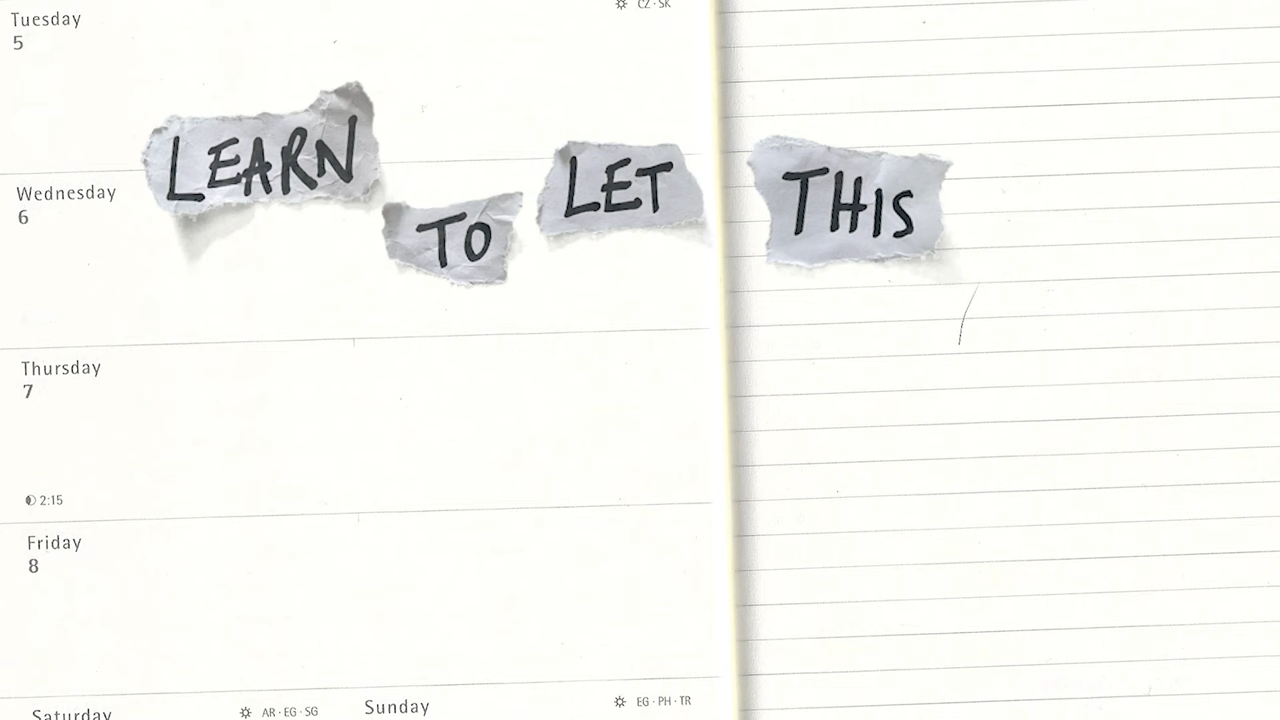 CZ · SK
Tuesday
5
LEARN TO LET THIS
Wednesday
6
Thursday
7
2:15
Friday
8
Saturday
AR · EG · SG
Sunday
EG · PH · TR